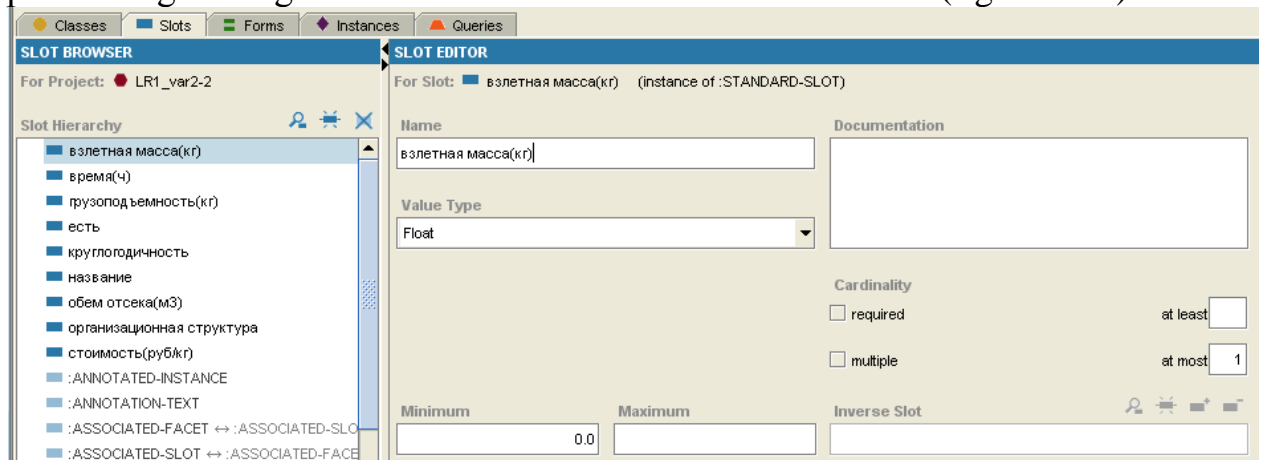 Classes Slots Forms Instances Queries
SLOT BROWSER
For Project: LR1_var2-2
Slot Hierarchy
взлетная масса(кг)
время(ч)
грузоподъемность(кг)
есть
круглогодичность
название
обем отсека(м3)
организационная структура
стоимость(руб/кг)
:ANNOTATED-INSTANCE
:ANNOTATION-TEXT
:ASSOCIATED-FACET ↔ :ASSOCIATED-SLO
:ASSOCIATED-SLOT ↔ :ASSOCIATED-FACE
SLOT EDITOR
For Slot: взлетная масса(кг) (instance of :STANDARD-SLOT)
Name
взлетная масса(кг)
Value Type
Float
Documentation
Cardinality
required at least
multiple at most 1
Minimum Maximum
0.0
Inverse Slot